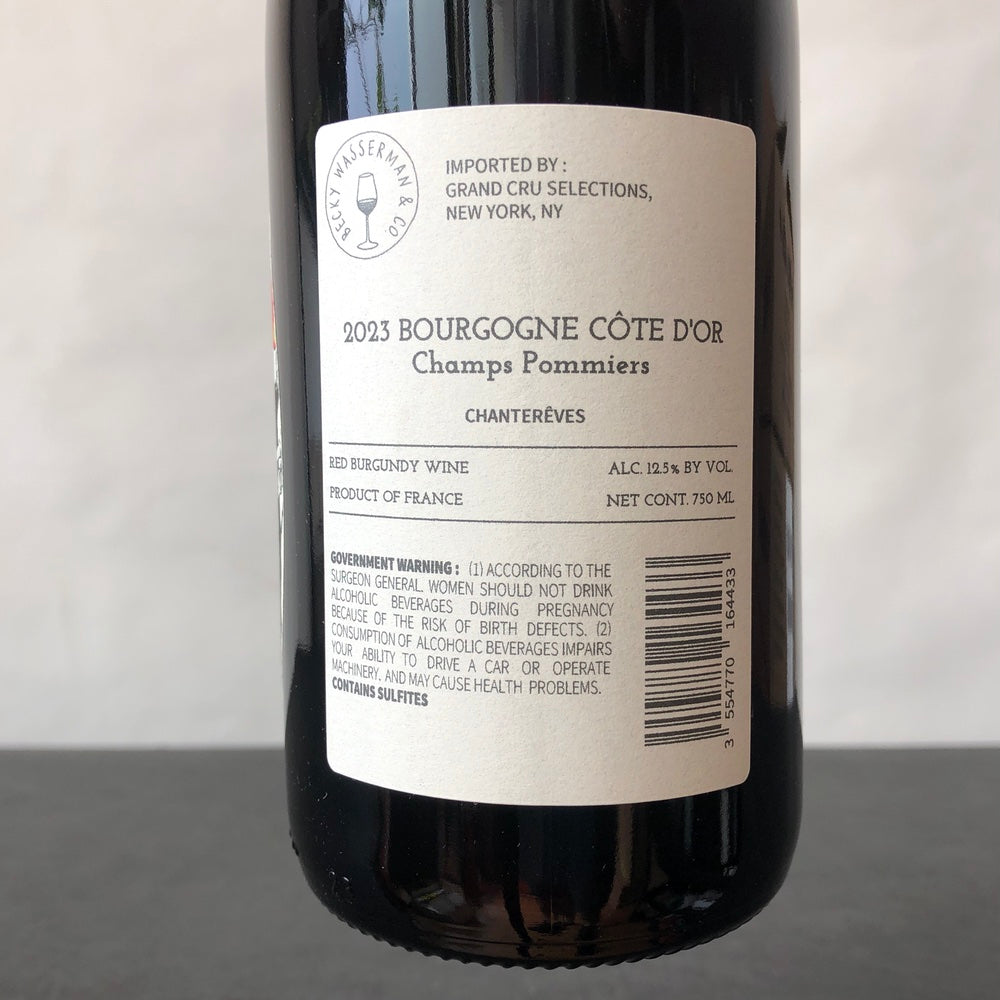 BECKY WASSERMAN & CO.
IMPORTED BY :
GRAND CRU SELECTIONS,
NEW YORK, NY
2023 BOURGOGNE CÔTE D'OR
Champs Pommiers
CHANTERÊVES
RED BURGUNDY WINE
ALC. 12.5% BY VOL.
PRODUCT OF FRANCE
NET CONT. 750 ML
GOVERNMENT WARNING : (1) ACCORDING TO THE
SURGEON GENERAL, WOMEN SHOULD NOT DRINK
ALCOHOLIC BEVERAGES DURING PREGNANCY
BECAUSE OF THE RISK OF BIRTH DEFECTS. (2)
CONSUMPTION OF ALCOHOLIC BEVERAGES IMPAIRS
YOUR ABILITY TO DRIVE A CAR OR OPERATE
MACHINERY, AND MAY CAUSE HEALTH PROBLEMS.
CONTAINS SULFITES
3 554770 164433